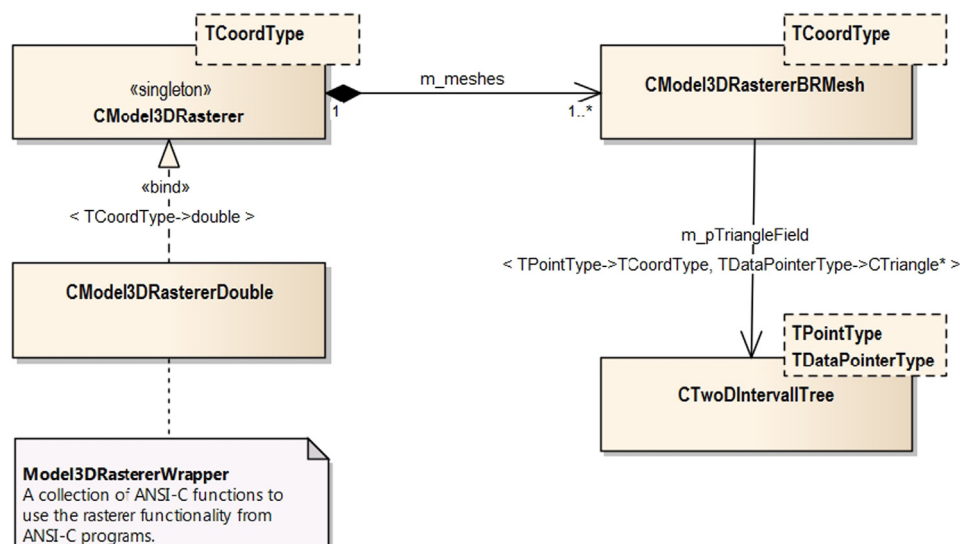 TCoordType
«singleton»
CModel3DRasterer
m_meshes
1
1..*
TCoordType
CModel3DRastererBRMesh
«bind»
< TCoordType->double >
m_pTriangleField
< TPointType->TCoordType, TDataPointerType->CTriangle* >
CModel3DRastererDouble
TPointType
TDataPointerType
CTwoDIntervallTree
Model3DRastererWrapper
A collection of ANSI-C functions to
use the rasterer functionality from
ANSI-C programs.